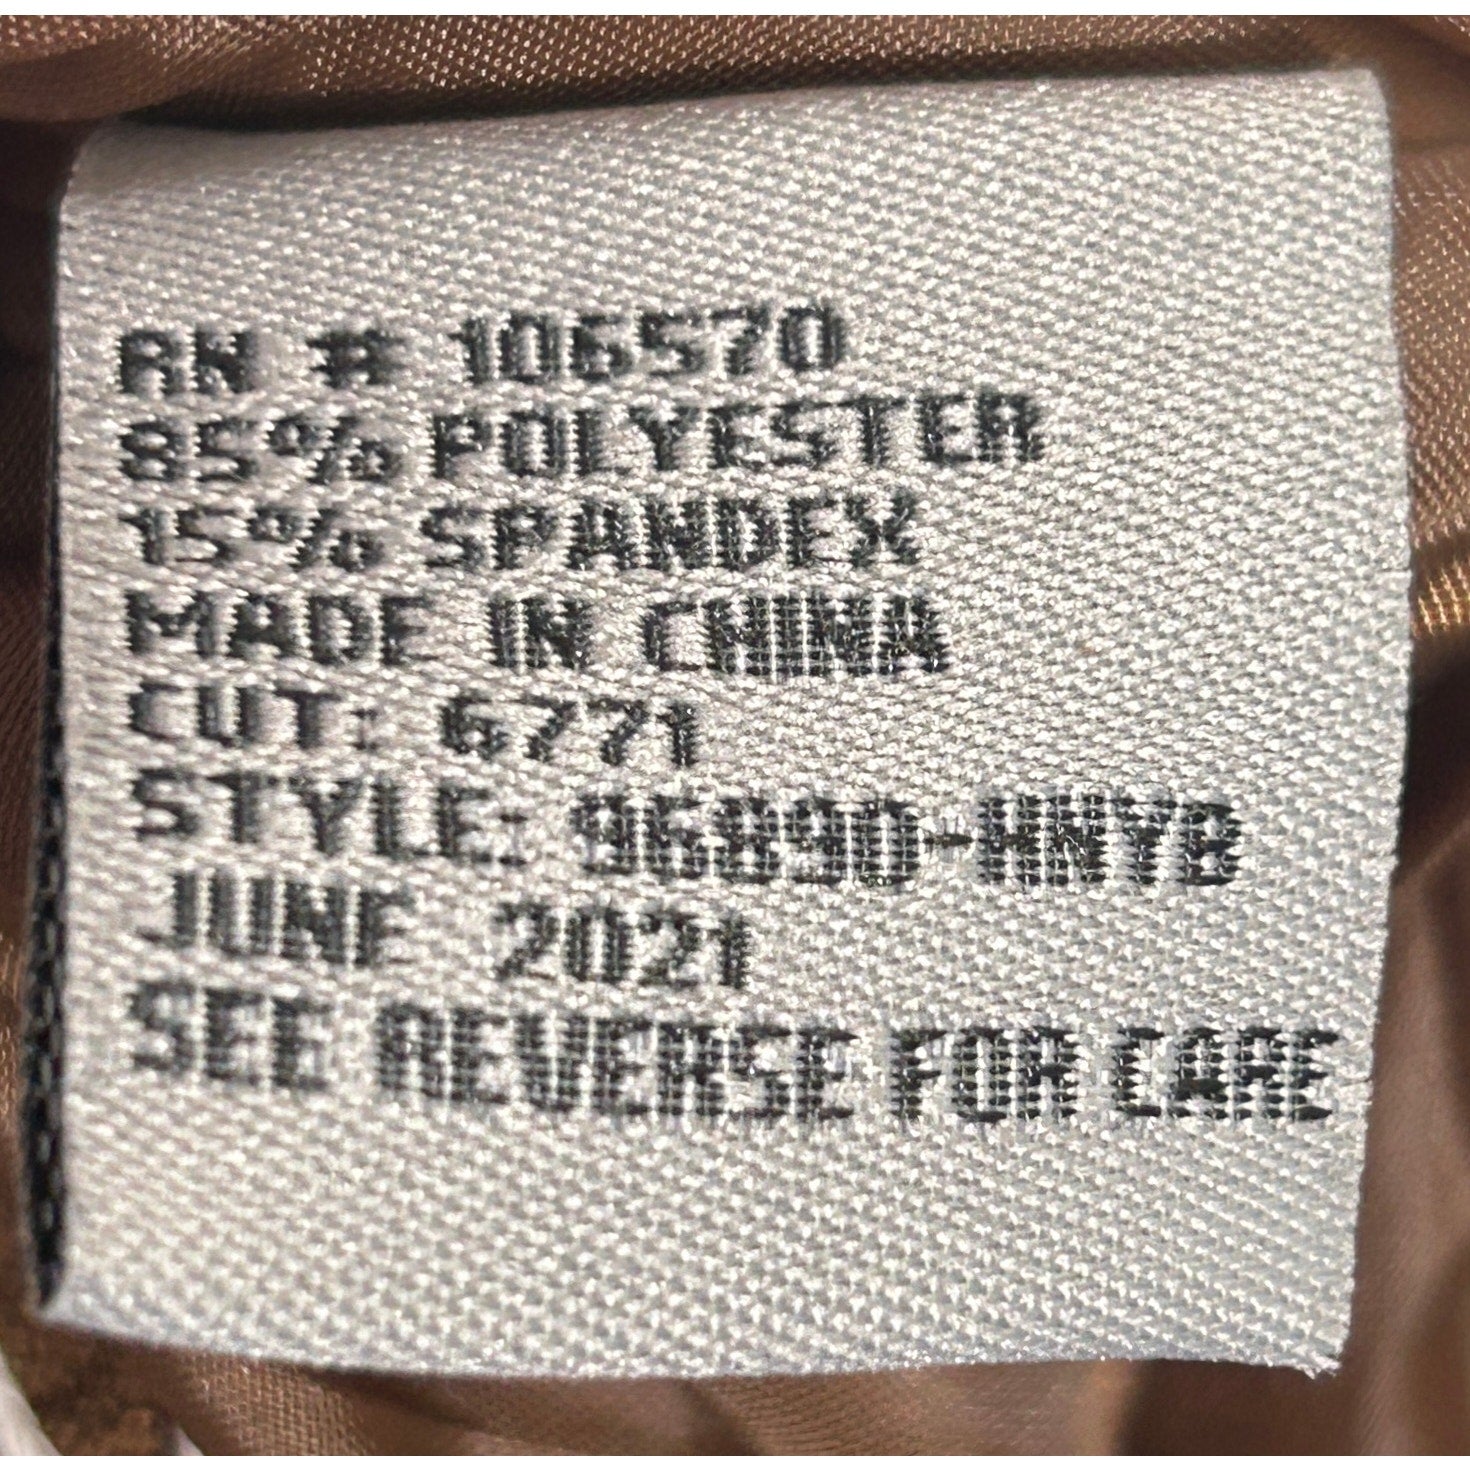 RN # 106570
85% POLYESTER
15% SPANDEX
MADE IN CHINA
CUT: 6771
STYLE: 96890-HNTB
JUNE 2021
SEE REVERSE FOR CARE